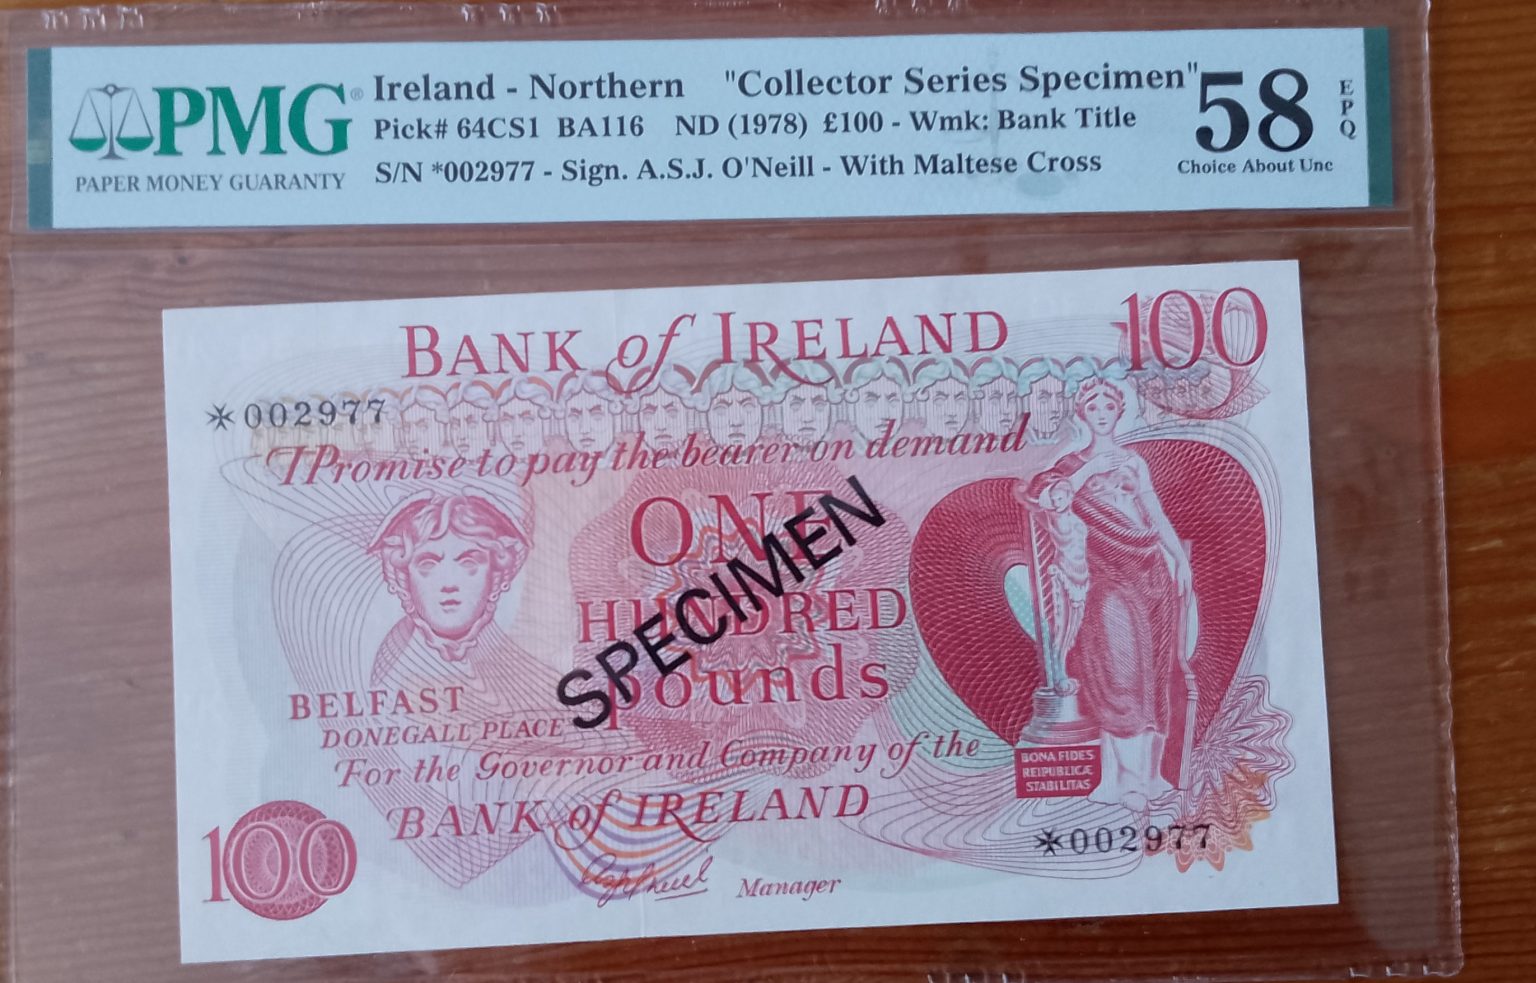 PMG®
PAPER MONEY GUARANTY
Ireland - Northern "Collector Series Specimen"
Pick# 64CS1 BA116 ND (1978) £100 - Wmk: Bank Title
S/N *002977 - Sign. A.S.J. O'Neill - With Maltese Cross
58
EPQ
Choice About Unc
BANK of IRELAND
100
✠002977
I Promise to pay the bearer on demand
ONE
HUNDRED
Pounds
SPECIMEN
BELFAST
DONEGALL PLACE
For the Governor and Company of the
BANK of IRELAND
BONA FIDES
REIPUBLICÆ
STABILITAS
100
✠002977
Manager